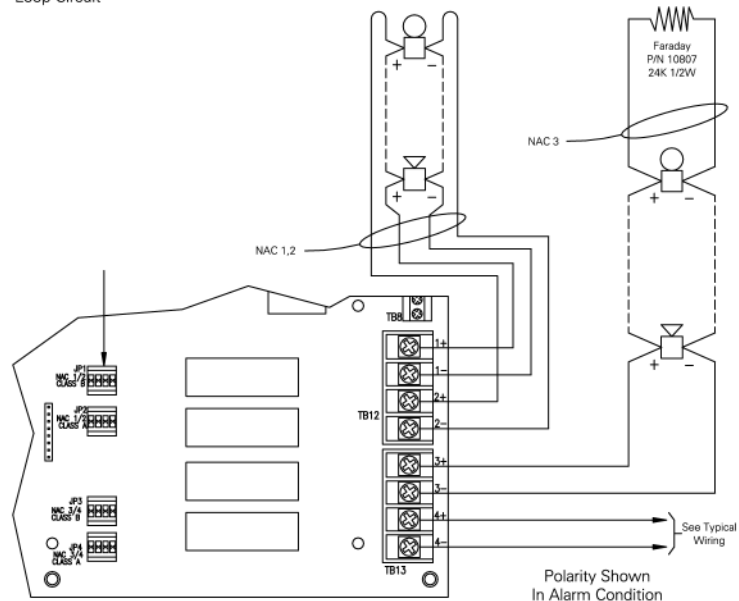 Loop Circuit
Faraday
P/N 10807
24K 1/2W
NAC 3
+ -
+ -
+ -
NAC 1,2
+ -
TB8
JP1
NAC 1/2
CLASS B
JP2
NAC 1/2
CLASS A
JP3
NAC 3/4
CLASS B
JP4
NAC 3/4
CLASS A
1+
1-
2+
2-
TB12
3+
3-
4+
4-
TB13
See Typical
Wiring
Polarity Shown
In Alarm Condition